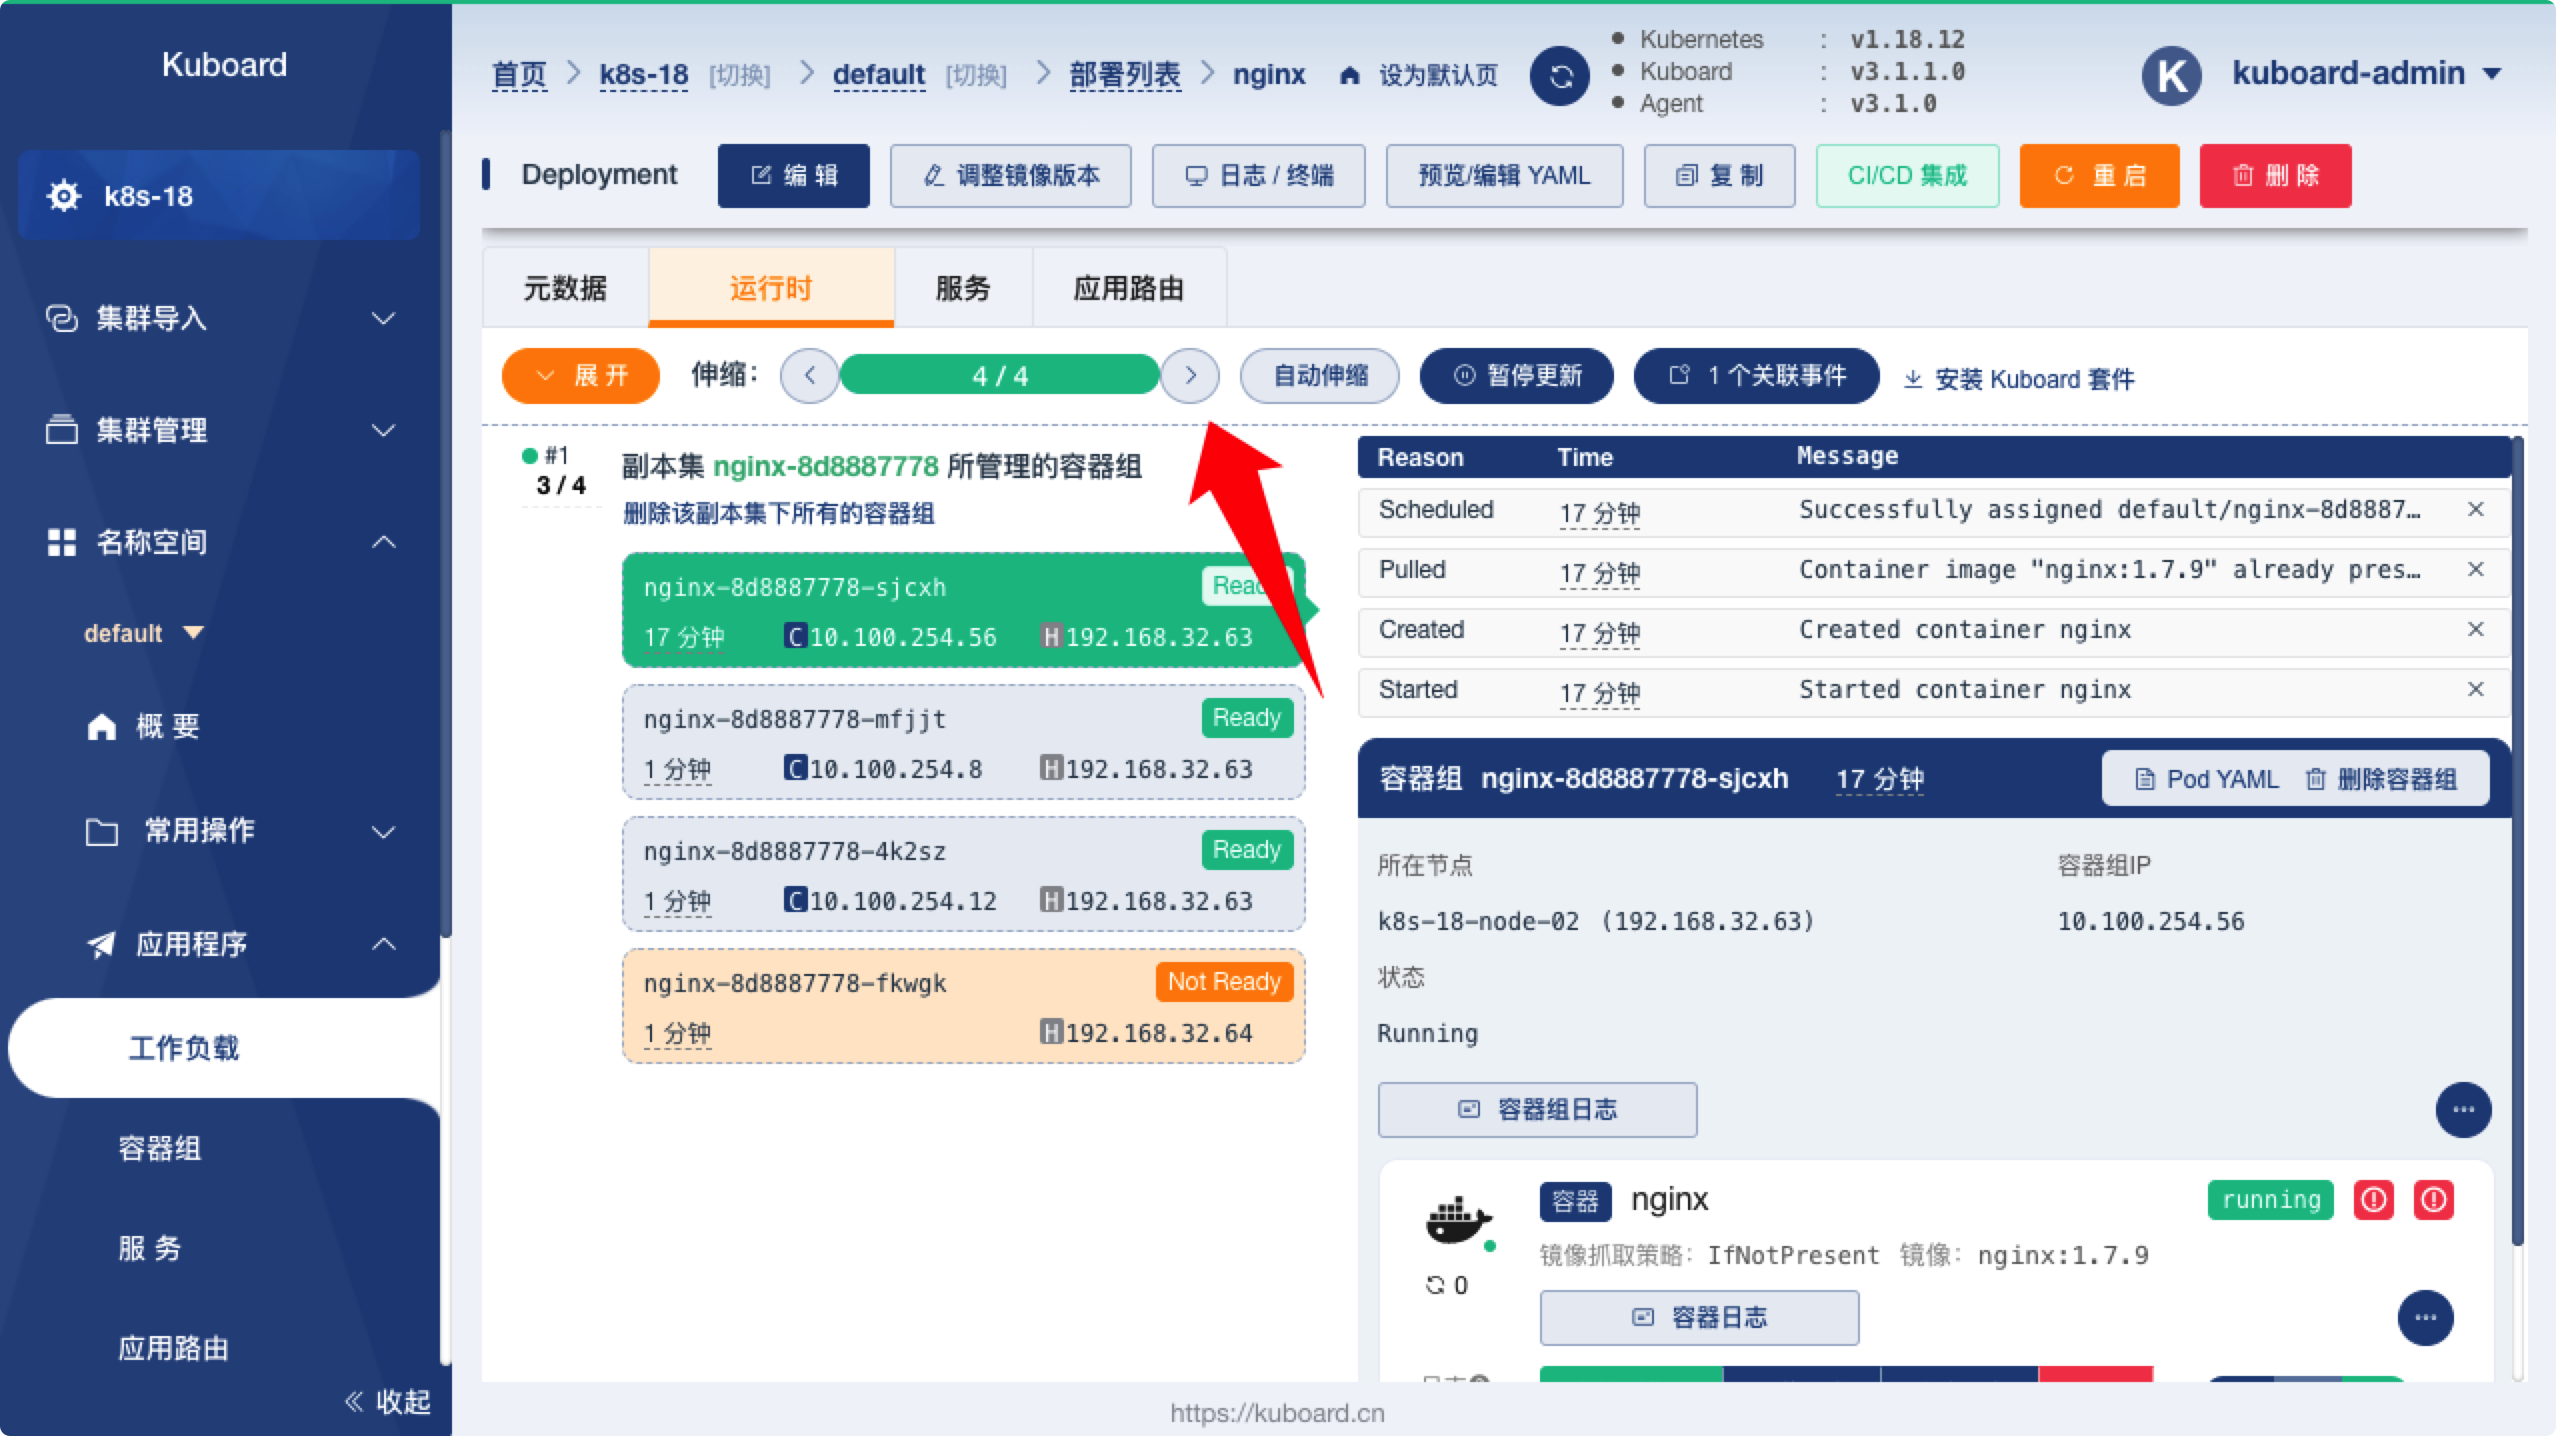 Kuboard
k8s-18
集群导入
集群管理
名称空间
default
概 要
常用操作
应用程序
工作负载
容器组
服 务
应用路由
收起
首页 k8s-18 [切换] default [切换] 部署列表 nginx 设为默认页
Kubernetes : v1.18.12
Kuboard : v3.1.1.0
Agent : v3.1.0
K kuboard-admin
Deployment 编 辑 调整镜像版本 日志 / 终端 预览/编辑 YAML 复 制 CI/CD 集成 重 启 删 除
元数据 运行时 服务 应用路由
展 开 伸缩: 4 / 4 自动伸缩 暂停更新 1 个关联事件 安装 Kuboard 套件
#1
3 / 4
副本集 nginx-8d8887778 所管理的容器组
删除该副本集下所有的容器组
nginx-8d8887778-sjcxh
17 分钟 C 10.100.254.56 H 192.168.32.63
nginx-8d8887778-mfjjt Ready
1 分钟 C 10.100.254.8 H 192.168.32.63
nginx-8d8887778-4k2sz Ready
1 分钟 C 10.100.254.12 H 192.168.32.63
nginx-8d8887778-fkwgk Not Ready
1 分钟 H 192.168.32.64
Reason Time Message
Scheduled 17 分钟 Successfully assigned default/nginx-8d8887…
Pulled 17 分钟 Container image "nginx:1.7.9" already pres…
Created 17 分钟 Created container nginx
Started 17 分钟 Started container nginx
容器组 nginx-8d8887778-sjcxh 17 分钟 Pod YAML 删除容器组
所在节点 容器组IP
k8s-18-node-02 (192.168.32.63) 10.100.254.56
状态
Running
容器组日志
容器 nginx running
镜像抓取策略: IfNotPresent 镜像: nginx:1.7.9
0
容器日志
https://kuboard.cn